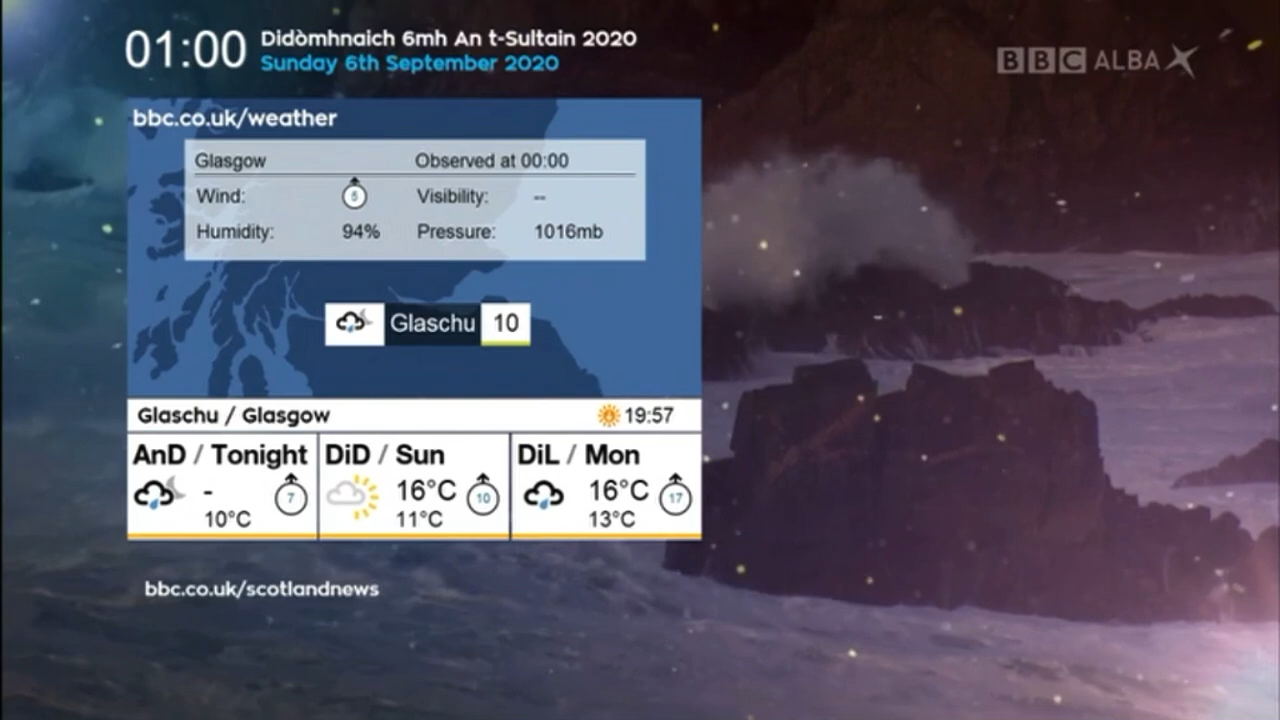 01:00
Didòmhnaich 6mh An t-Sultain 2020
Sunday 6th September 2020
BBC ALBA
bbc.co.uk/weather
Glasgow Observed at 00:00
Wind: 5 Visibility: --
Humidity: 94% Pressure: 1016mb
Glaschu 10
Glaschu / Glasgow 19:57
AnD / Tonight
-
7
10°C
DiD / Sun
16°C
10
11°C
DiL / Mon
16°C
17
13°C
bbc.co.uk/scotlandnews